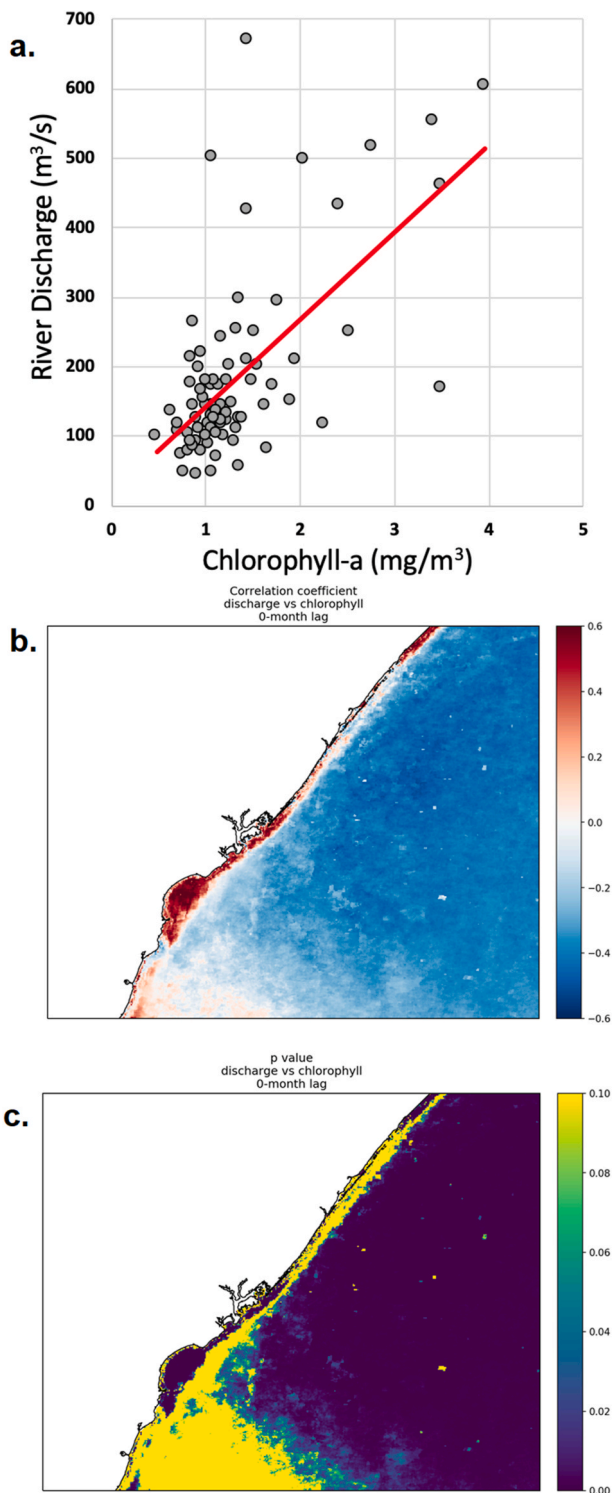 a.
700
600
500
400
300
200
100
0
River Discharge (m³/s)
0 1 2 3 4 5
Chlorophyll-a (mg/m³)
Correlation coefficient
discharge vs chlorophyll
0-month lag
b.
0.6
0.4
0.2
0.0
−0.2
−0.4
−0.6
p value
discharge vs chlorophyll
0-month lag
c.
0.10
0.08
0.06
0.04
0.02
0.00